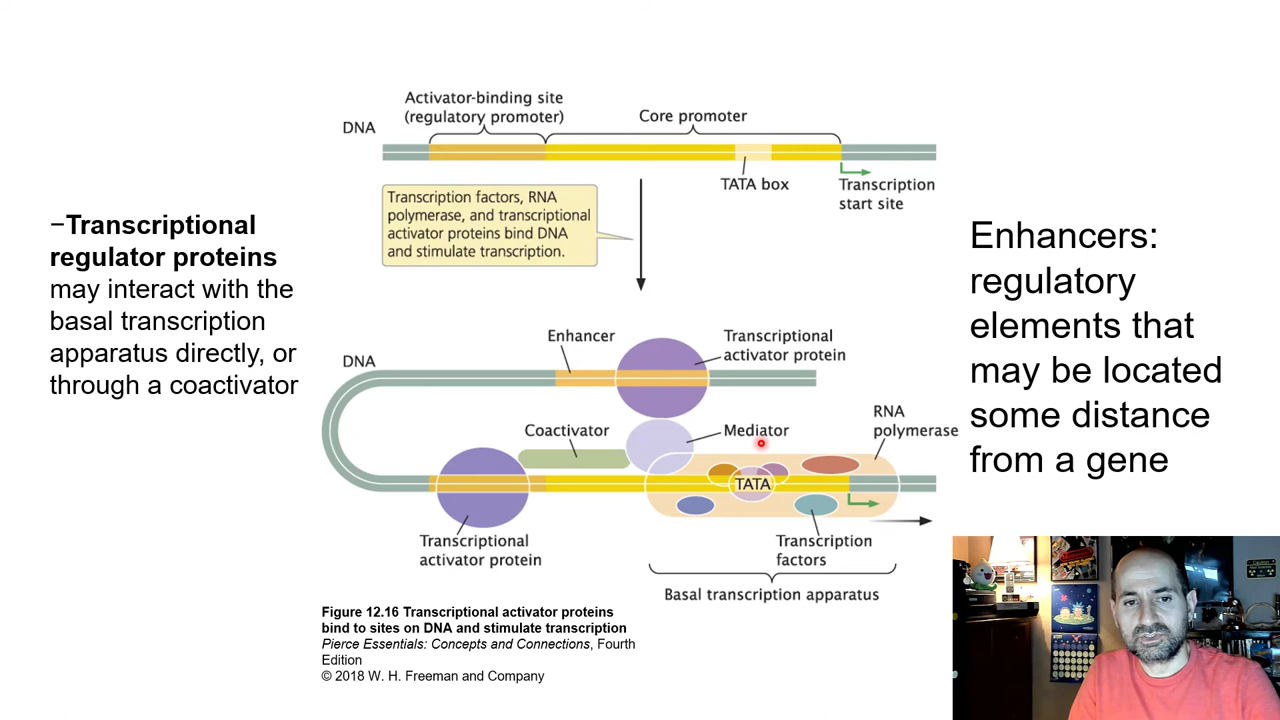 Activator-binding site
(regulatory promoter)
Core promoter
DNA
TATA box
Transcription
start site
Transcription factors, RNA
polymerase, and transcriptional
activator proteins bind DNA
and stimulate transcription.
−Transcriptional
regulator proteins
may interact with the
basal transcription
apparatus directly, or
through a coactivator
Enhancer
Transcriptional
activator protein
DNA
Coactivator
Mediator
RNA
polymerase
TATA
Transcriptional
activator protein
Transcription
factors
Basal transcription apparatus
Enhancers:
regulatory
elements that
may be located
some distance
from a gene
Figure 12.16 Transcriptional activator proteins
bind to sites on DNA and stimulate transcription
Pierce Essentials: Concepts and Connections, Fourth
Edition
© 2018 W. H. Freeman and Company